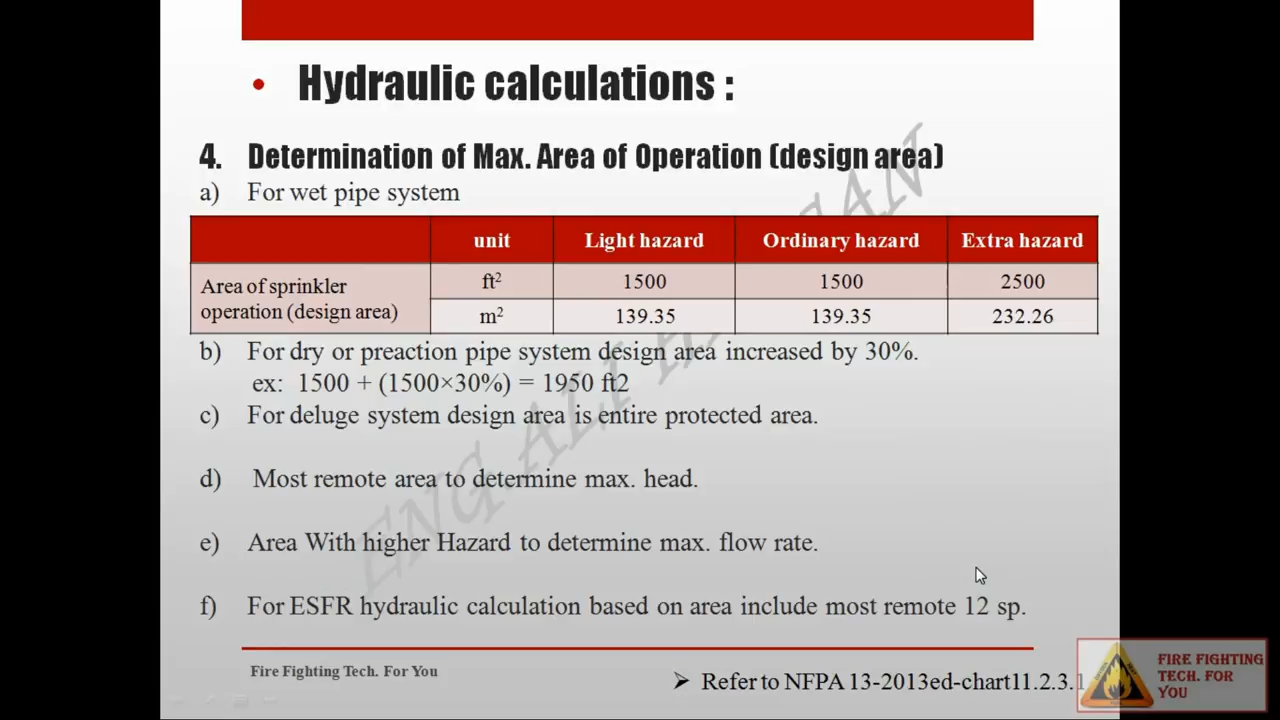 • Hydraulic calculations :
4. Determination of Max. Area of Operation (design area)
a) For wet pipe system
unit Light hazard Ordinary hazard Extra hazard
Area of sprinkler
operation (design area)
ft² 1500 1500 2500
m² 139.35 139.35 232.26
b) For dry or preaction pipe system design area increased by 30%.
ex: 1500 + (1500×30%) = 1950 ft2
c) For deluge system design area is entire protected area.
d) Most remote area to determine max. head.
e) Area With higher Hazard to determine max. flow rate.
f) For ESFR hydraulic calculation based on area include most remote 12 sp.
Fire Fighting Tech. For You
➢ Refer to NFPA 13-2013ed-chart11.2.3.1
FIRE FIGHTING
TECH. FOR
YOU
ENG.ALI